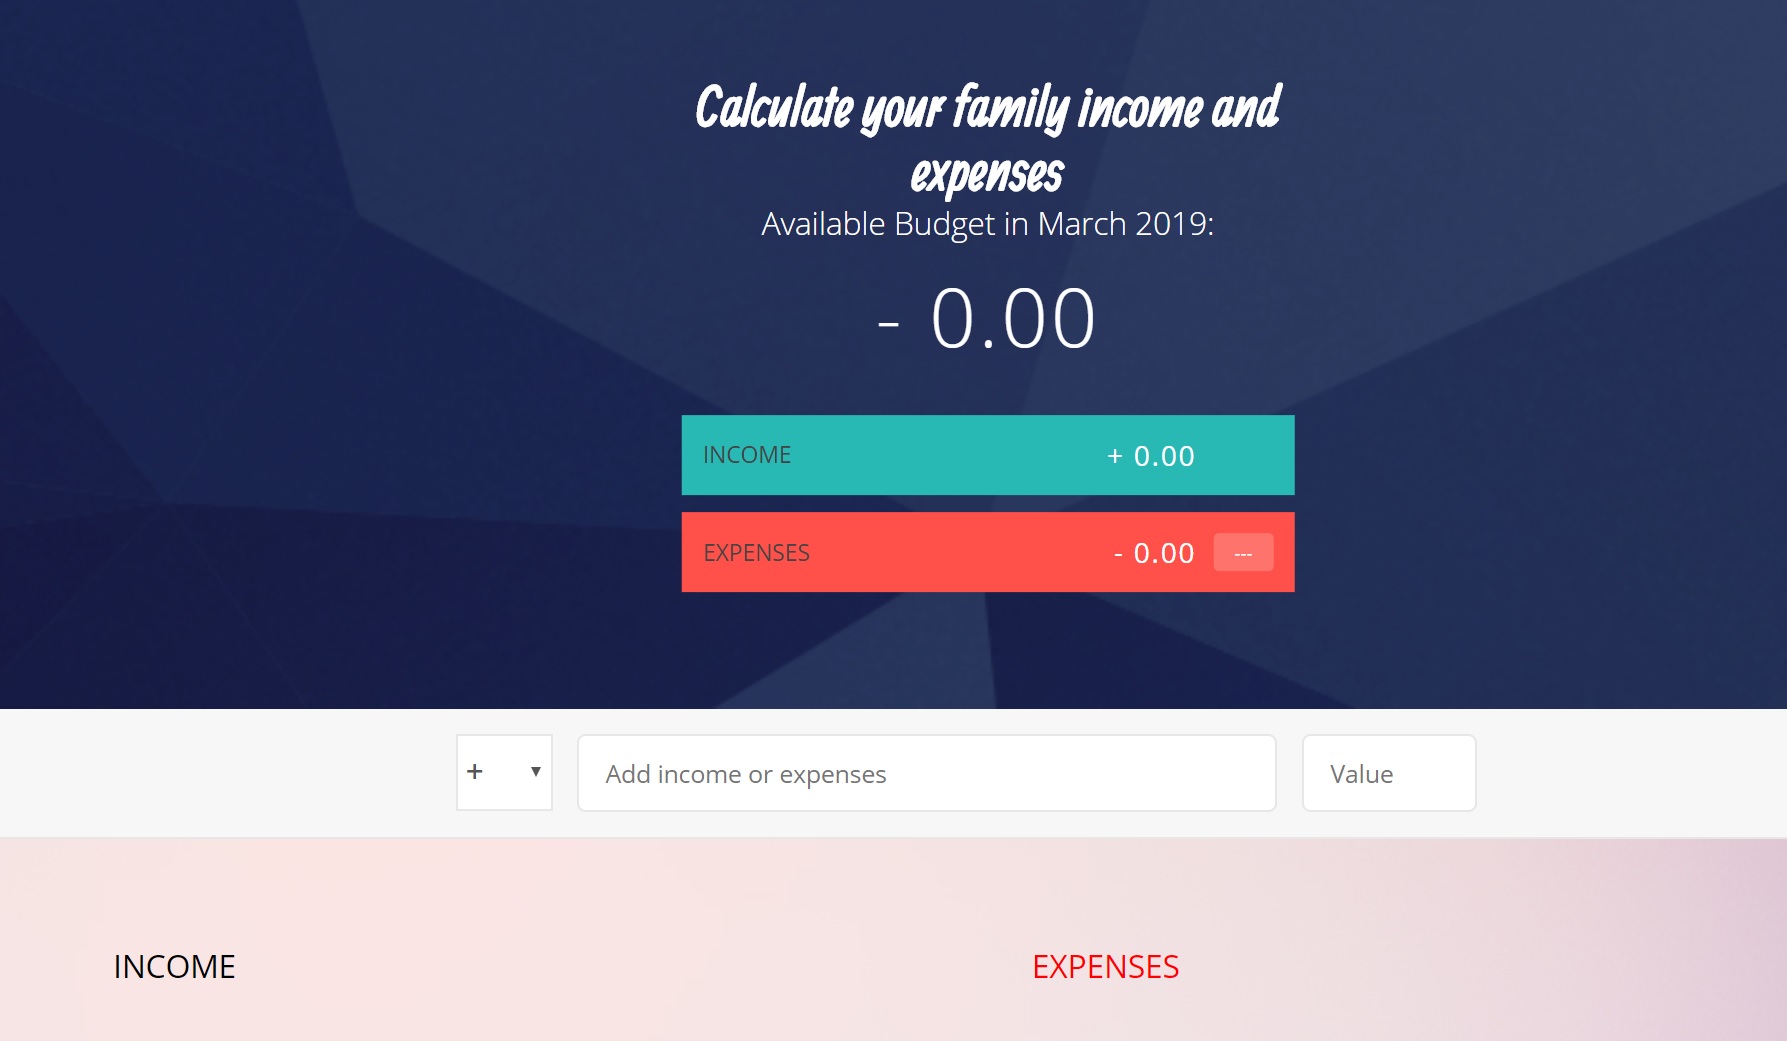 Calculate your family income and
expenses
Available Budget in March 2019:
- 0.00
INCOME + 0.00
EXPENSES - 0.00 ---
+ ▼ Add income or expenses Value
INCOME EXPENSES